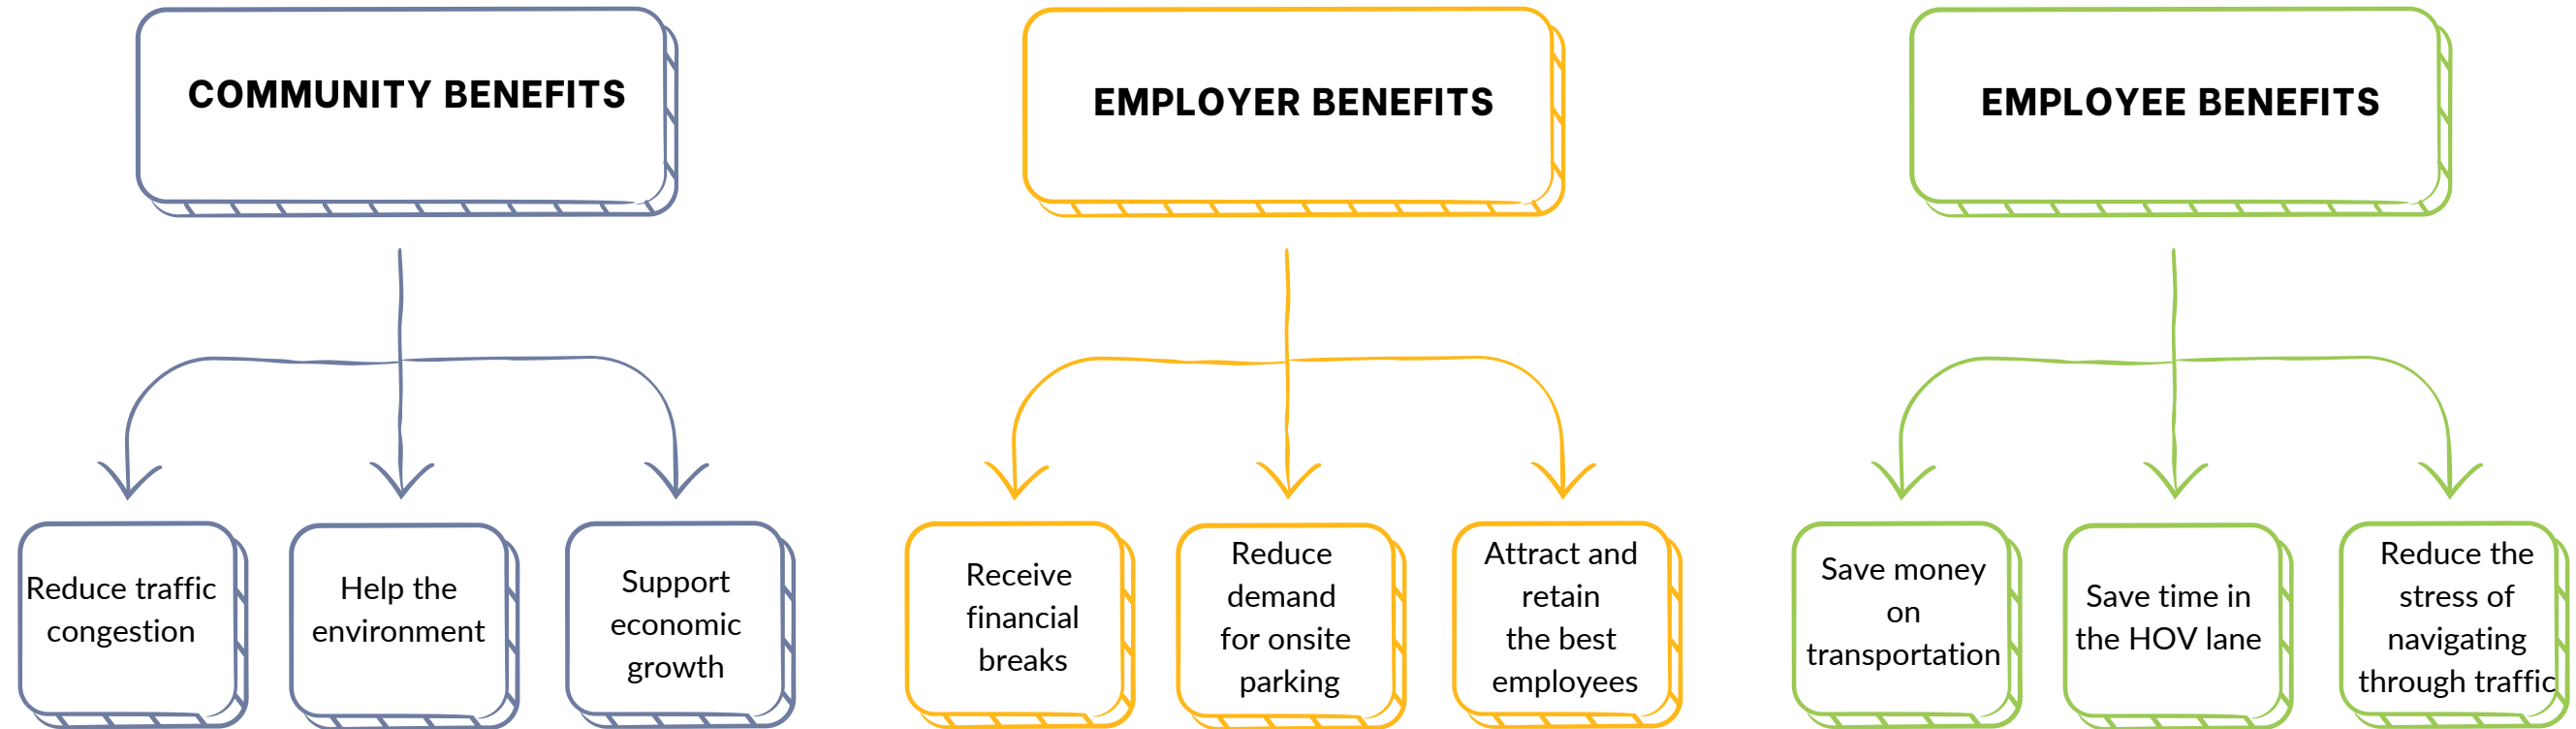 COMMUNITY BENEFITS
Reduce traffic
congestion
Help the
environment
Support
economic
growth
EMPLOYER BENEFITS
Receive
financial
breaks
Reduce
demand
for onsite
parking
Attract and
retain
the best
employees
EMPLOYEE BENEFITS
Save money
on
transportation
Save time in
the HOV lane
Reduce the
stress of
navigating
through traffic